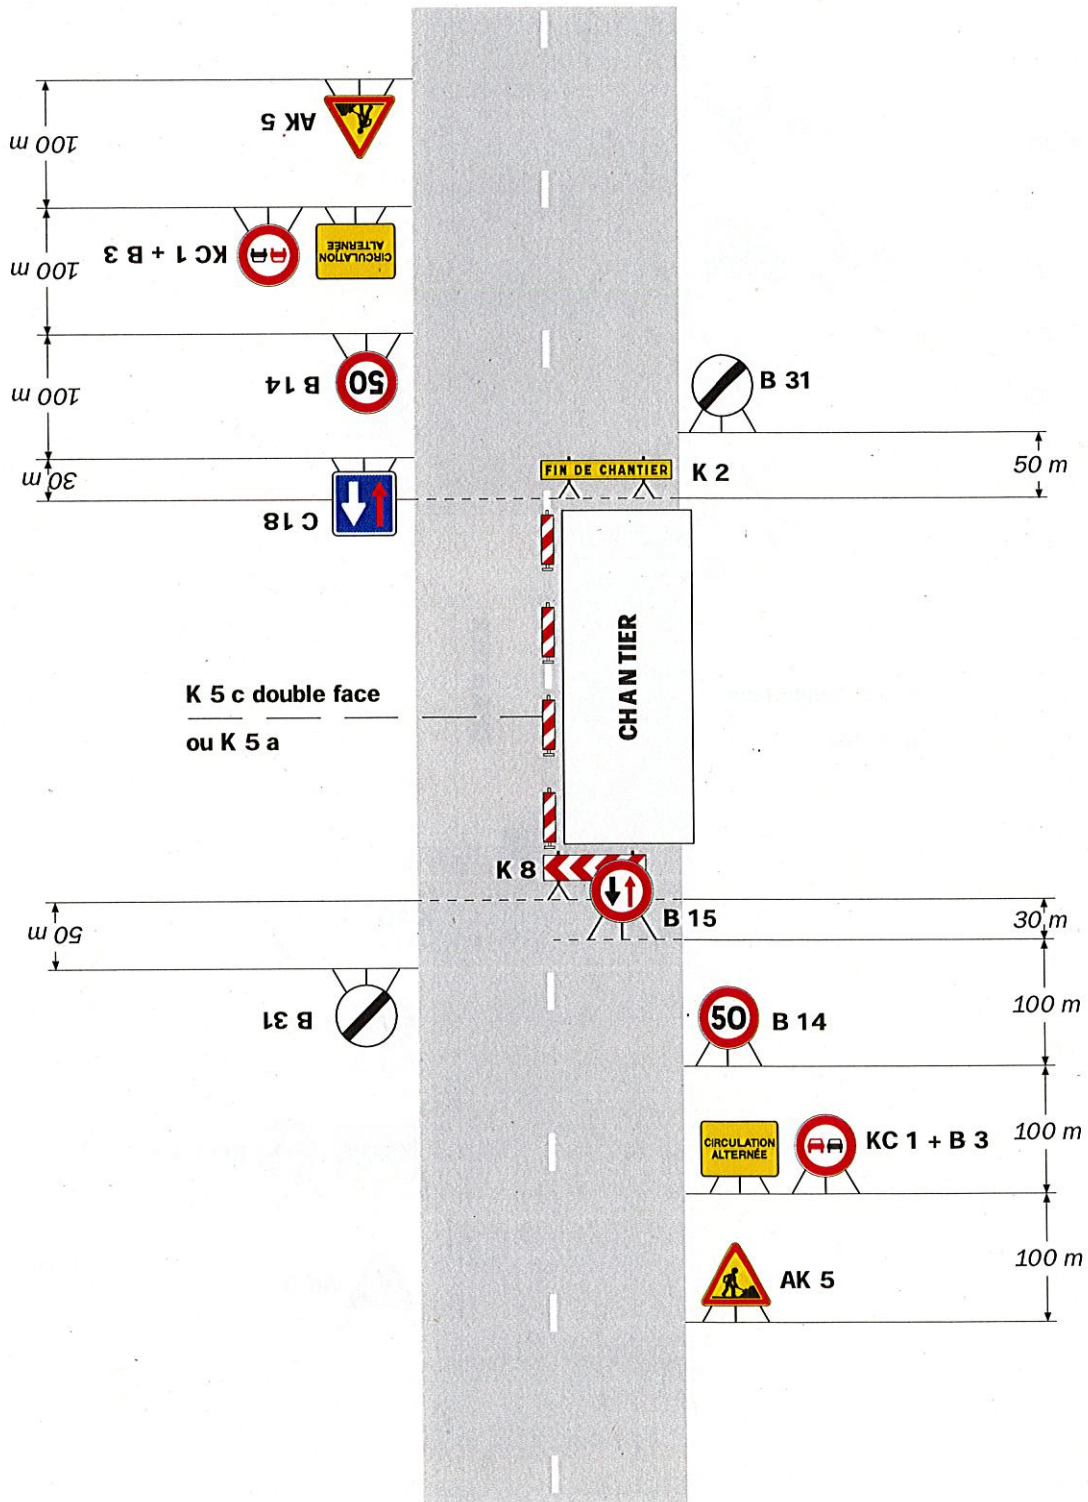 AK 5
100 m
KC 1 + B 3
CIRCULATION
ALTERNÉE
100 m
B 14
50
100 m
B 31
30 m
C 18
FIN DE CHANTIER
K 2
50 m
CHANTIER
K 5 c double face
ou K 5 a
K 8
B 15
30 m
50 m
B 31
50
B 14
100 m
CIRCULATION
ALTERNÉE
KC 1 + B 3
100 m
AK 5
100 m